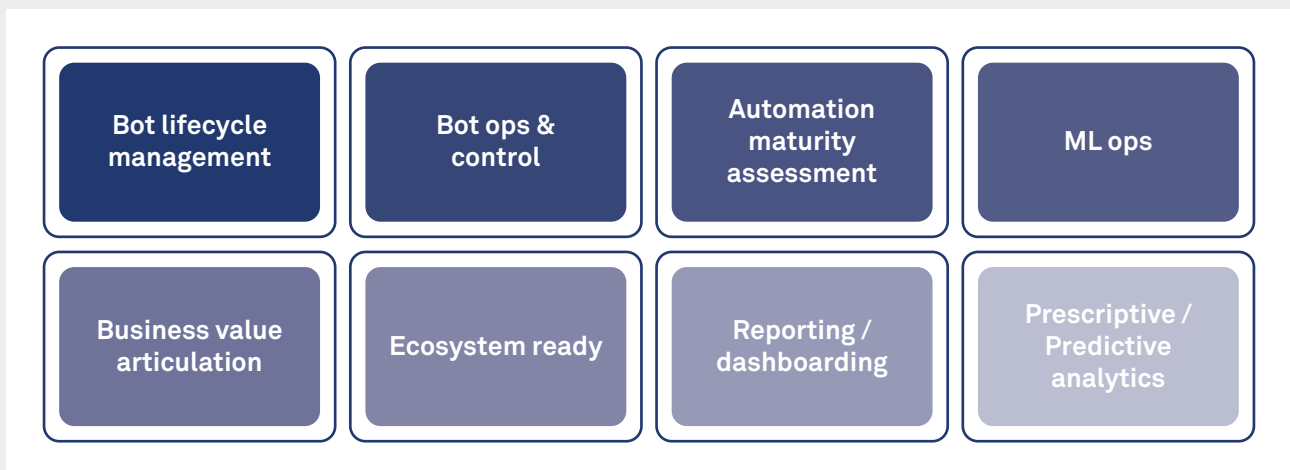 Bot lifecycle
management
Bot ops &
control
Automation
maturity
assessment
ML ops
Business value
articulation
Ecosystem ready
Reporting /
dashboarding
Prescriptive /
Predictive
analytics